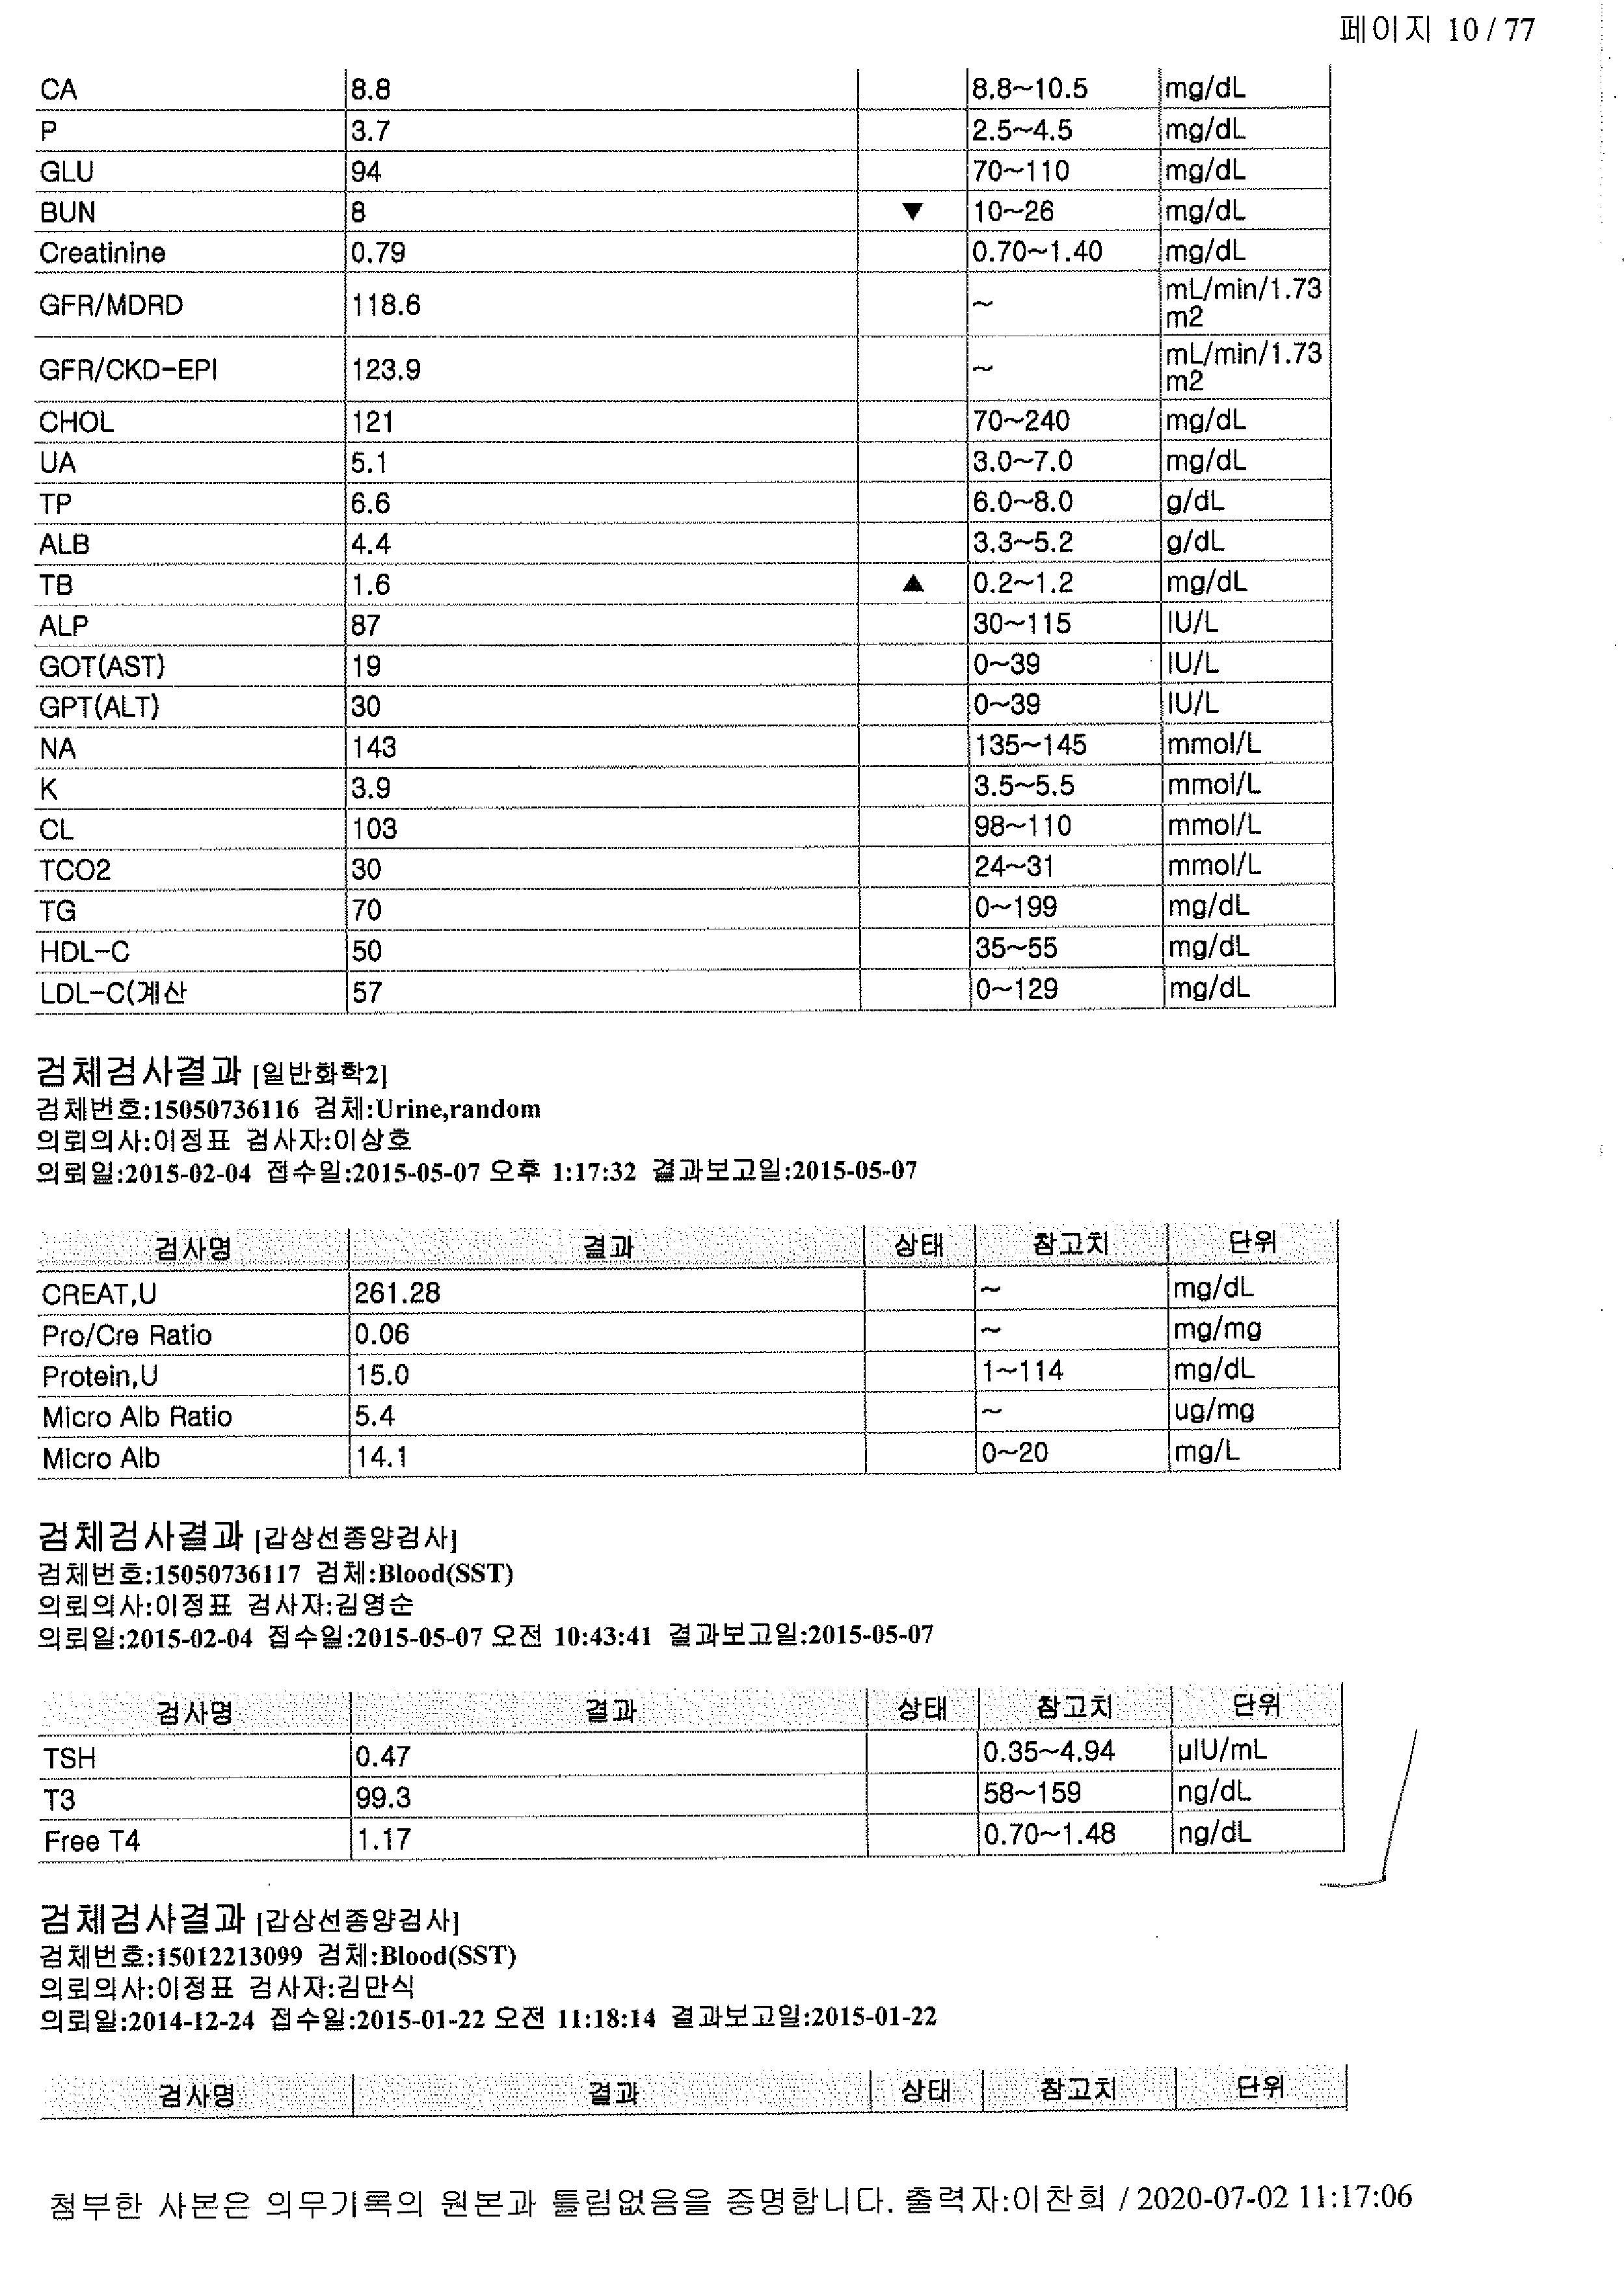 페이지 10 / 77
CA 8.8 8.8~10.5 mg/dL
P 3.7 2.5~4.5 mg/dL
GLU 94 70~110 mg/dL
BUN 8 ▼ 10~26 mg/dL
Creatinine 0.79 0.70~1.40 mg/dL
GFR/MDRD 118.6 ~ mL/min/1.73
m2
GFR/CKD-EPI 123.9 ~ mL/min/1.73
m2
CHOL 121 70~240 mg/dL
UA 5.1 3.0~7.0 mg/dL
TP 6.6 6.0~8.0 g/dL
ALB 4.4 3.3~5.2 g/dL
TB 1.6 ▲ 0.2~1.2 mg/dL
ALP 87 30~115 IU/L
GOT(AST) 19 0~39 IU/L
GPT(ALT) 30 0~39 IU/L
NA 143 135~145 mmol/L
K 3.9 3.5~5.5 mmol/L
CL 103 98~110 mmol/L
TCO2 30 24~31 mmol/L
TG 70 0~199 mg/dL
HDL-C 50 35~55 mg/dL
LDL-C(계산 57 0~129 mg/dL
검체검사결과 [일반화학2]
검체번호:15050736116 검체:Urine,random
의뢰의사:이정표 검사자:이상호
의뢰일:2015-02-04 접수일:2015-05-07 오후 1:17:32 결과보고일:2015-05-07
검사명 결과 상태 참고치 단위
CREAT,U 261.28 ~ mg/dL
Pro/Cre Ratio 0.06 ~ mg/mg
Protein,U 15.0 1~114 mg/dL
Micro Alb Ratio 5.4 ~ ug/mg
Micro Alb 14.1 0~20 mg/L
검체검사결과 [갑상선종양검사]
검체번호:15050736117 검체:Blood(SST)
의뢰의사:이정표 검사자:김영순
의뢰일:2015-02-04 접수일:2015-05-07 오전 10:43:41 결과보고일:2015-05-07
검사명 결과 상태 참고치 단위
TSH 0.47 0.35~4.94 µIU/mL
T3 99.3 58~159 ng/dL
Free T4 1.17 0.70~1.48 ng/dL
검체검사결과 [갑상선종양검사]
검체번호:15012213099 검체:Blood(SST)
의뢰의사:이정표 검사자:김만식
의뢰일:2014-12-24 접수일:2015-01-22 오전 11:18:14 결과보고일:2015-01-22
검사명 결과 상태 참고치 단위
첨부한 사본은 의무기록의 원본과 틀림없음을 증명합니다. 출력자:이찬희 / 2020-07-02 11:17:06